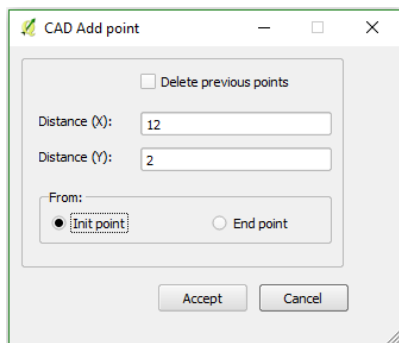 CAD Add point
Delete previous points
Distance (X): 12
Distance (Y): 2
From:
Init point End point
Accept Cancel